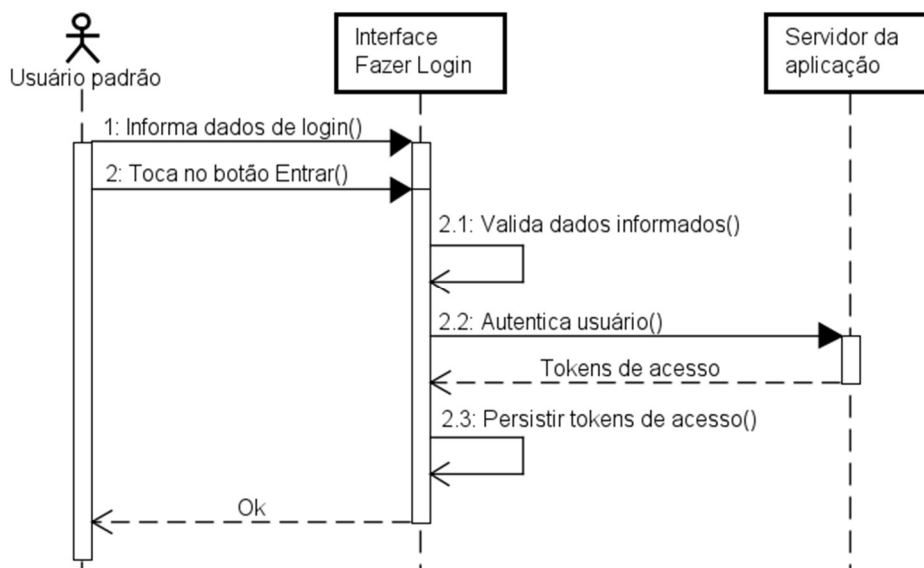 Usuário padrão
Interface
Fazer Login
Servidor da
aplicação
1: Informa dados de login()
2: Toca no botão Entrar()
2.1: Valida dados informados()
2.2: Autentica usuário()
Tokens de acesso
2.3: Persistir tokens de acesso()
Ok